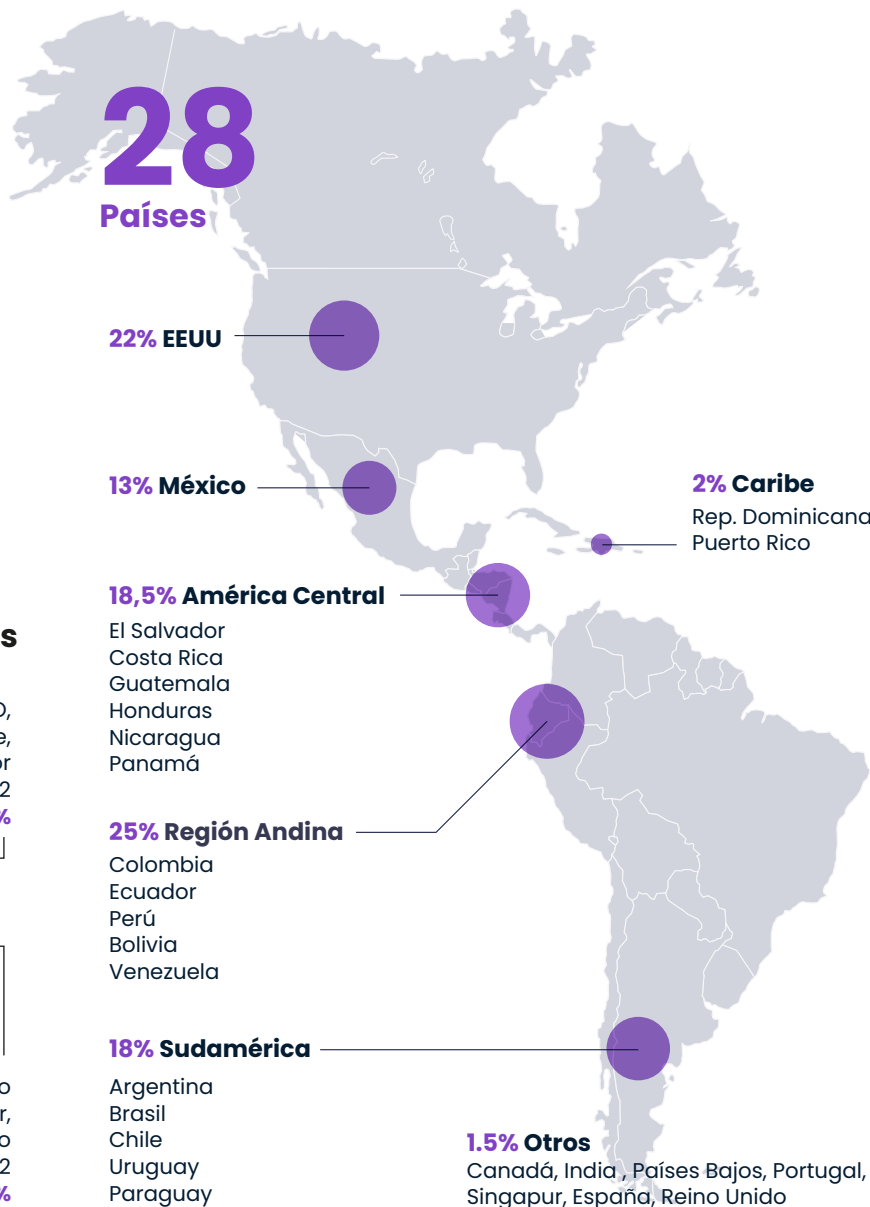 28
Países
22% EEUU
13% México
2% Caribe
Rep. Dominicana
Puerto Rico
18,5% América Central
El Salvador
Costa Rica
Guatemala
Honduras
Nicaragua
Panamá
25% Región Andina
Colombia
Ecuador
Perú
Bolivia
Venezuela
18% Sudamérica
Argentina
Brasil
Chile
Uruguay
Paraguay
1.5% Otros
Canadá, India , Países Bajos, Portugal,
Singapur, España, Reino Unido